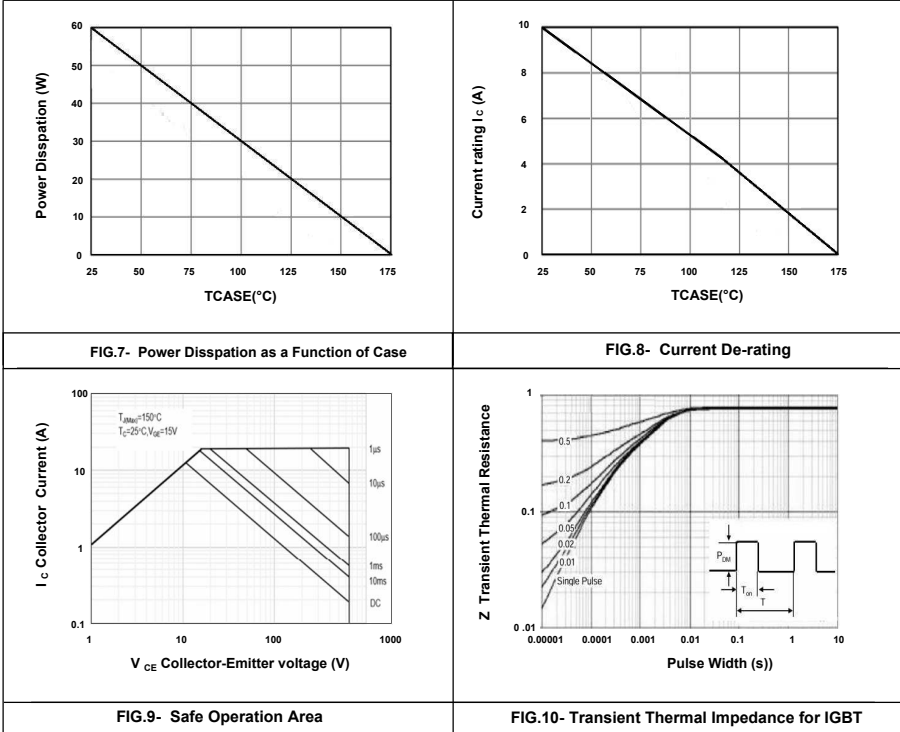 60
50
40
30
20
10
0
Power Disspation (W)
25 50 75 100 125 150 175
TCASE(°C)
10
8
6
4
2
0
Current rating I C (A)
25 50 75 100 125 150 175
TCASE(°C)
FIG.7- Power Disspation as a Function of Case
FIG.8- Current De-rating
100
10
1
0.1
I C Collector Current (A)
TJ(Max)=150°C
TC=25°C,VGE=15V
1μs
10μs
100μs
1ms
10ms
DC
1 10 100 1000
V CE Collector-Emitter voltage (V)
1
0.1
0 .01
Z Transient Thermal Resistance
0.5
0.2
0.1
0.05
0.02
0.01
Single Pulse
PDM
Ton
T
0.00001 0.0001 0.001 0.01 0.1 1 10
Pulse Width (s))
FIG.9- Safe Operation Area
FIG.10- Transient Thermal Impedance for IGBT